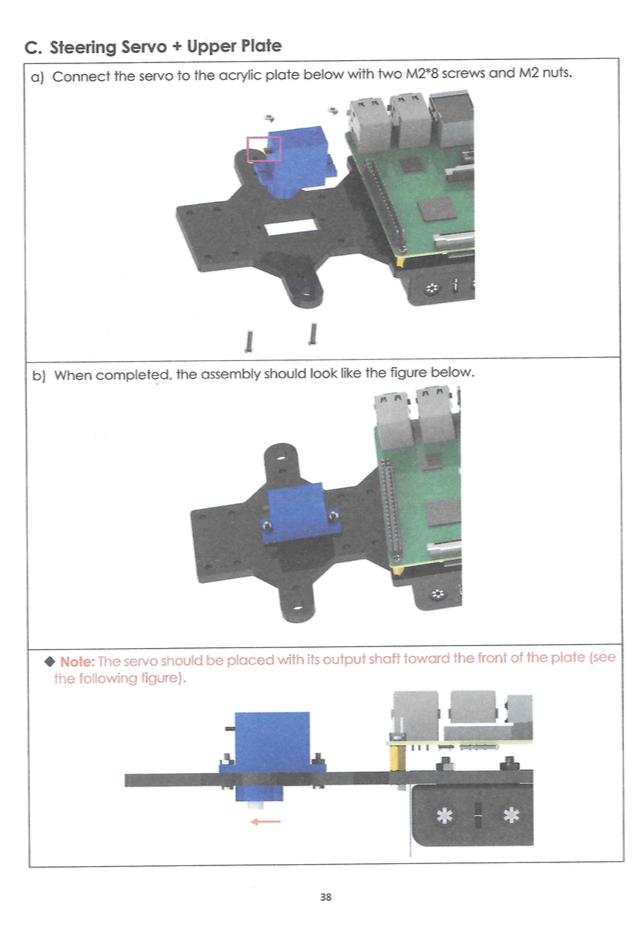 C. Steering Servo + Upper Plate
a) Connect the servo to the acrylic plate below with two M2*8 screws and M2 nuts.
b) When completed, the assembly should look like the figure below.
◆ Note: The servo should be placed with its output shaft toward the front of the plate (see
the following figure).
38